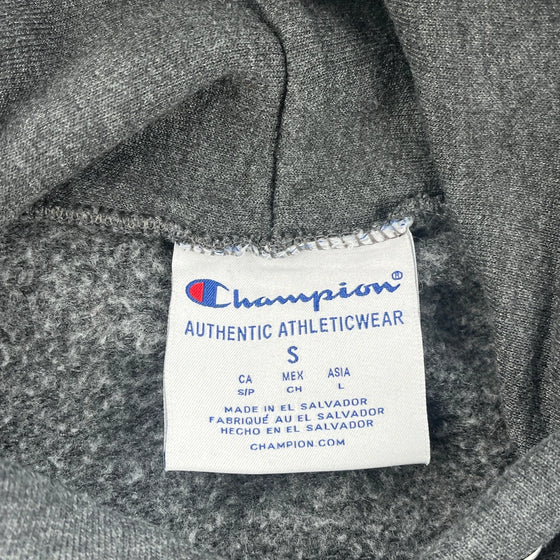 Champion®
AUTHENTIC ATHLETICWEAR
S
CA MEX ASIA
S/P CH L
MADE IN EL SALVADOR
FABRIQUÉ AU EL SALVADOR
HECHO EN EL SALVADOR
CHAMPION.COM